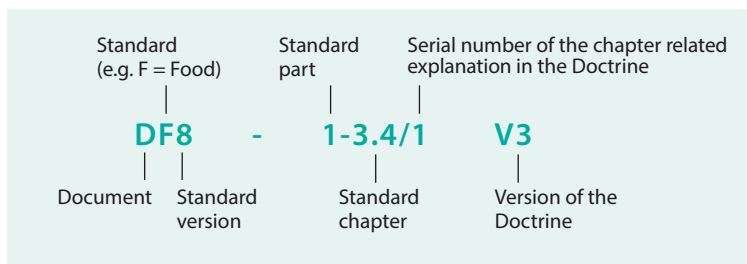 Standard
(e.g. F = Food)
Standard
part
Serial number of the chapter related
explanation in the Doctrine
DF8 - 1-3.4/1 V3
Document
Standard
version
Standard
chapter
Version of the
Doctrine